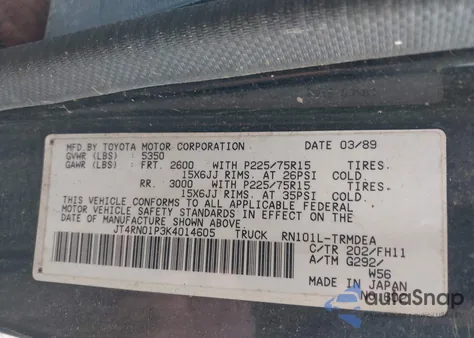 MFD. BY TOYOTA MOTOR CORPORATION DATE 03/89
GVWR (LBS) 5350
GAWR (LBS) FRT. 2600 WITH P225/75R15 TIRES.
15X6JJ RIMS. AT 26PSI COLD.
RR. 3000 WITH P225/75R15 TIRES.
15X6JJ RIMS. AT 35PSI COLD.
THIS VEHICLE CONFORMS TO ALL APPLICABLE FEDERAL
MOTOR VEHICLE SAFETY STANDARDS IN EFFECT ON THE
DATE OF MANUFACTURE SHOWN ABOVE.
JT4RN01P3K4014605 TRUCK RN101L-TRMDEA
C/TR 202/FH11
A/TM G292/
W56
MADE IN JAPAN
NO.
AutaSnap